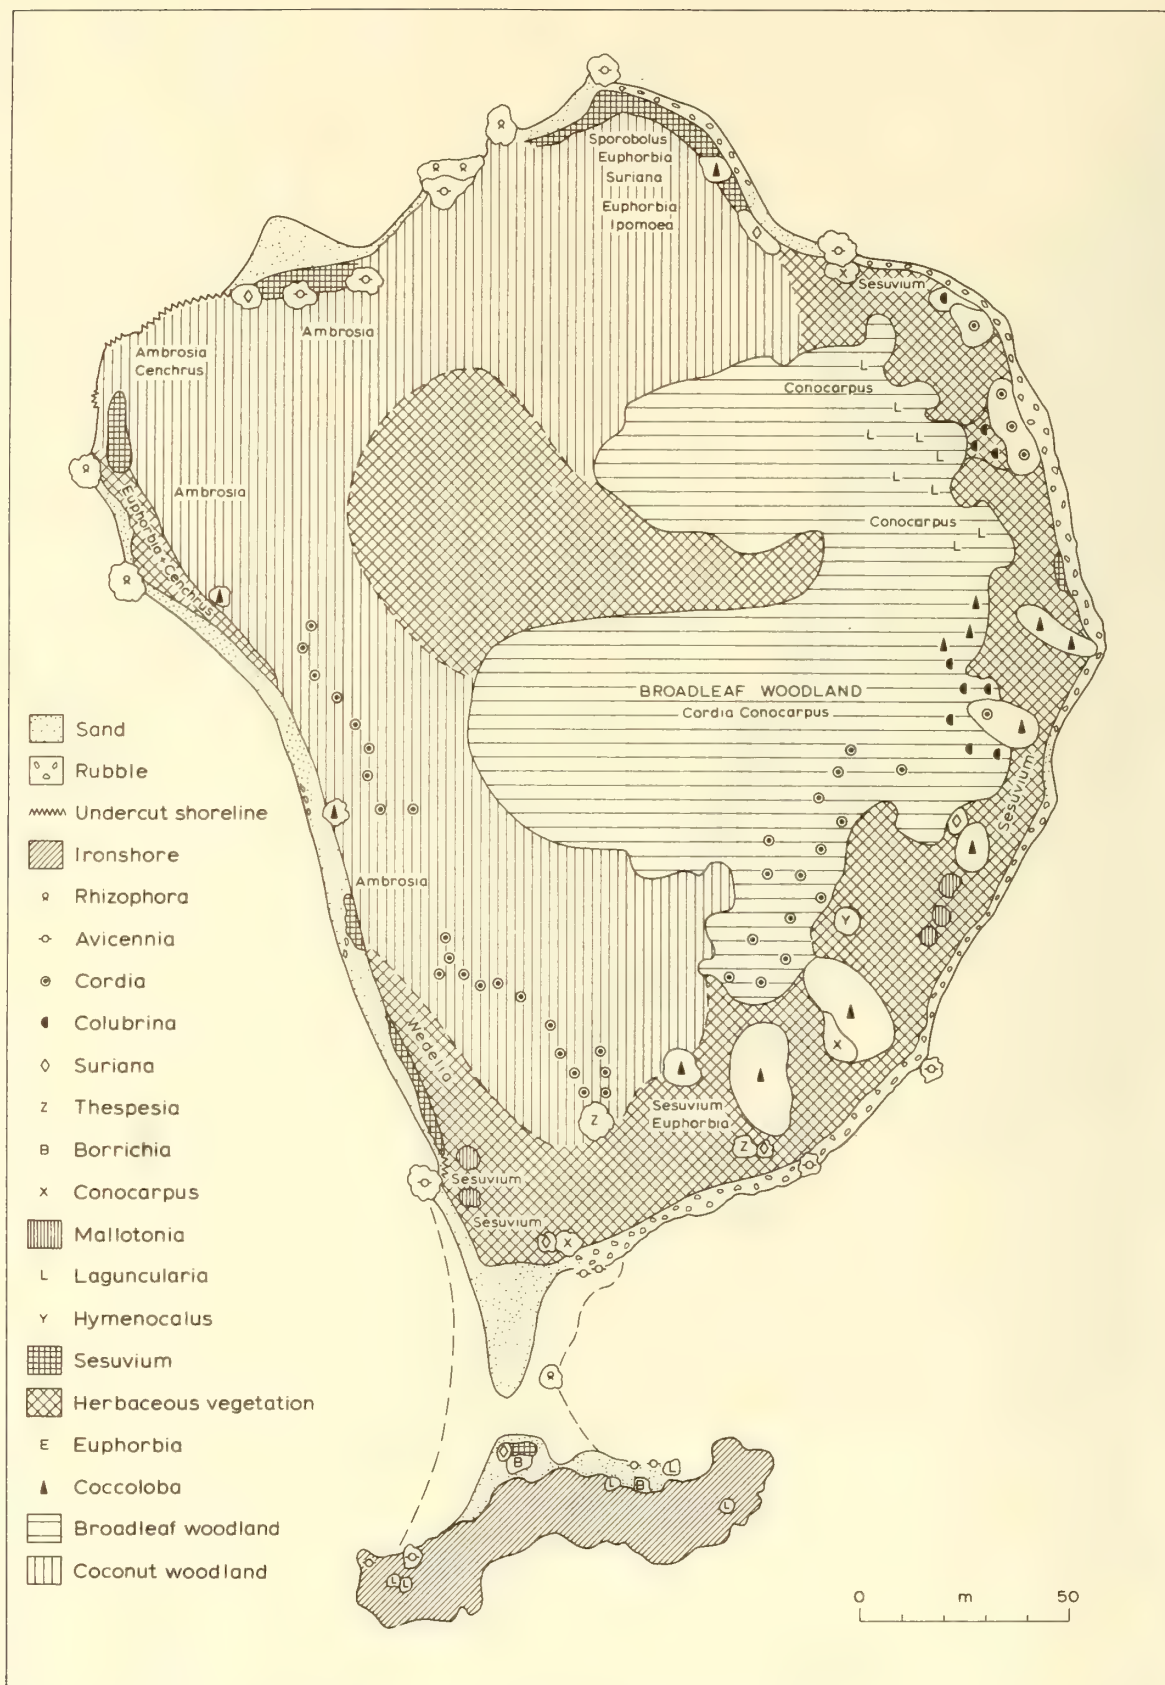 Sporobolus
Euphorbia
Suriana
Euphorbia
Ipomoea
Sesuvium
Ambrosia
Ambrosia
Cenchrus
Conocarpus
L
L
L
L
L
L
L
Ambrosia
Euphorbia + Cenchrus
Conocarpus
L
L
BROADLEAF WOODLAND
Cordia Conocarpus
Sesuvium
Ambrosia
Y
Wedelia
Z
Sesuvium
Euphorbia
Z
Sesuvium
Sesuvium
B
L
L
B
L
L
L
Sand
Rubble
Undercut shoreline
Ironshore
Rhizophora
Avicennia
Cordia
Colubrina
Suriana
Z Thespesia
B Borrichia
x Conocarpus
Mallotonia
L Laguncularia
Y Hymenocalus
Sesuvium
Herbaceous vegetation
E Euphorbia
Coccoloba
Broadleaf woodland
Coconut woodland
0 m 50